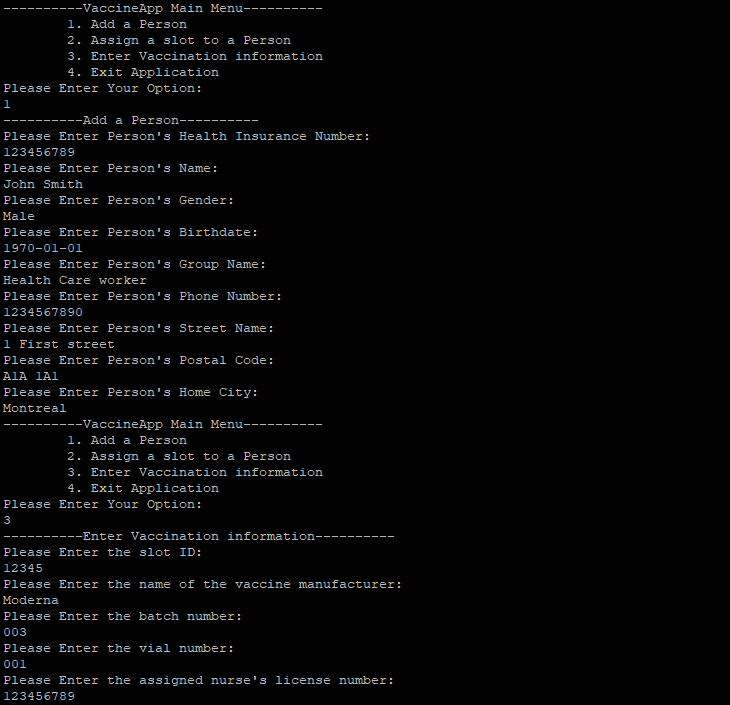 ----------VaccineApp Main Menu----------
        1. Add a Person
        2. Assign a slot to a Person
        3. Enter Vaccination information
        4. Exit Application
Please Enter Your Option:
1
----------Add a Person----------
Please Enter Person's Health Insurance Number:
123456789
Please Enter Person's Name:
John Smith
Please Enter Person's Gender:
Male
Please Enter Person's Birthdate:
1970-01-01
Please Enter Person's Group Name:
Health Care worker
Please Enter Person's Phone Number:
1234567890
Please Enter Person's Street Name:
1 First street
Please Enter Person's Postal Code:
A1A 1A1
Please Enter Person's Home City:
Montreal
----------VaccineApp Main Menu----------
        1. Add a Person
        2. Assign a slot to a Person
        3. Enter Vaccination information
        4. Exit Application
Please Enter Your Option:
3
----------Enter Vaccination information----------
Please Enter the slot ID:
12345
Please Enter the name of the vaccine manufacturer:
Moderna
Please Enter the batch number:
003
Please Enter the vial number:
001
Please Enter the assigned nurse's license number:
123456789